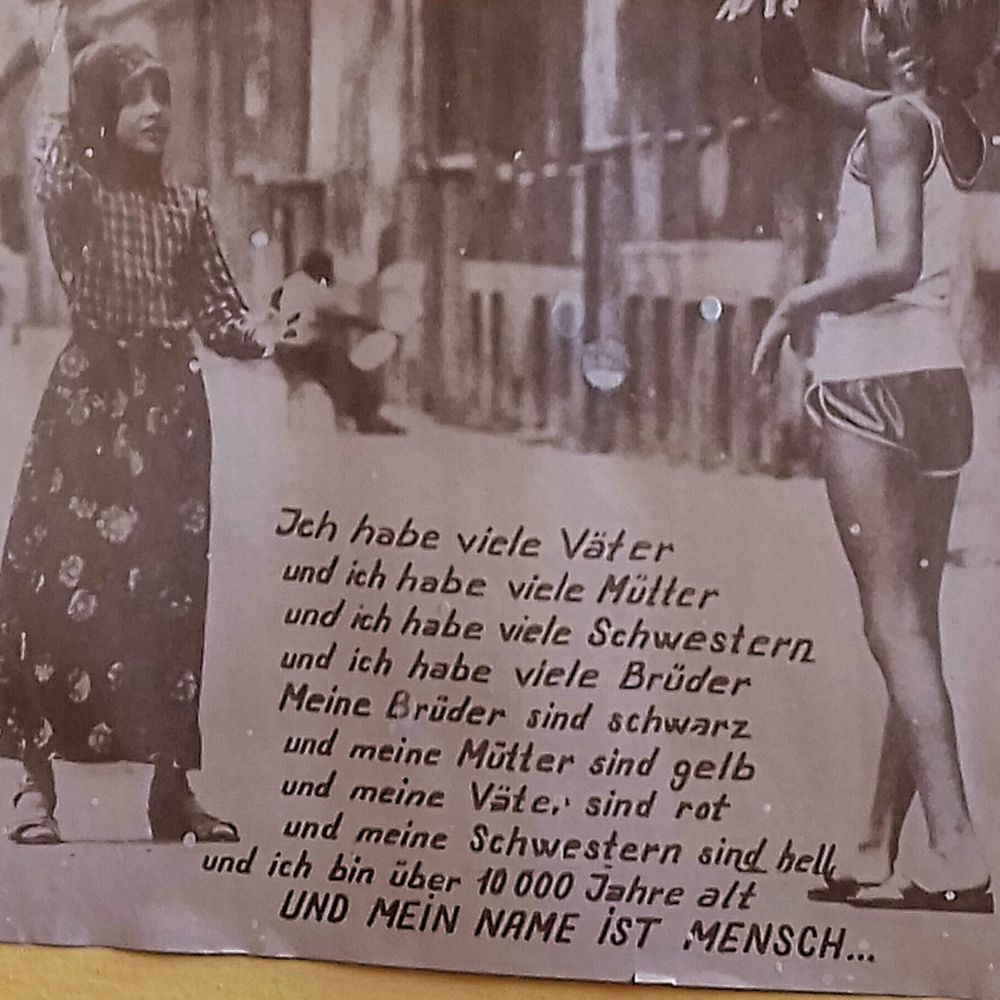 Ich habe viele Väter
und ich habe viele Mütter
und ich habe viele Schwestern
und ich habe viele Brüder
Meine Brüder sind schwarz
und meine Mütter sind gelb
und meine Väter sind rot
und meine Schwestern sind hell
und ich bin über 10 000 Jahre alt
UND MEIN NAME IST MENSCH...